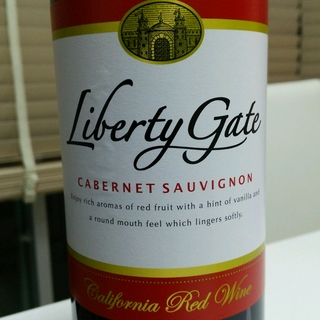 Liberty Gate
CABERNET SAUVIGNON
Enjoy rich aromas of red fruit with a hint of vanilla and
a round mouth feel which lingers softly.
California Red Wine